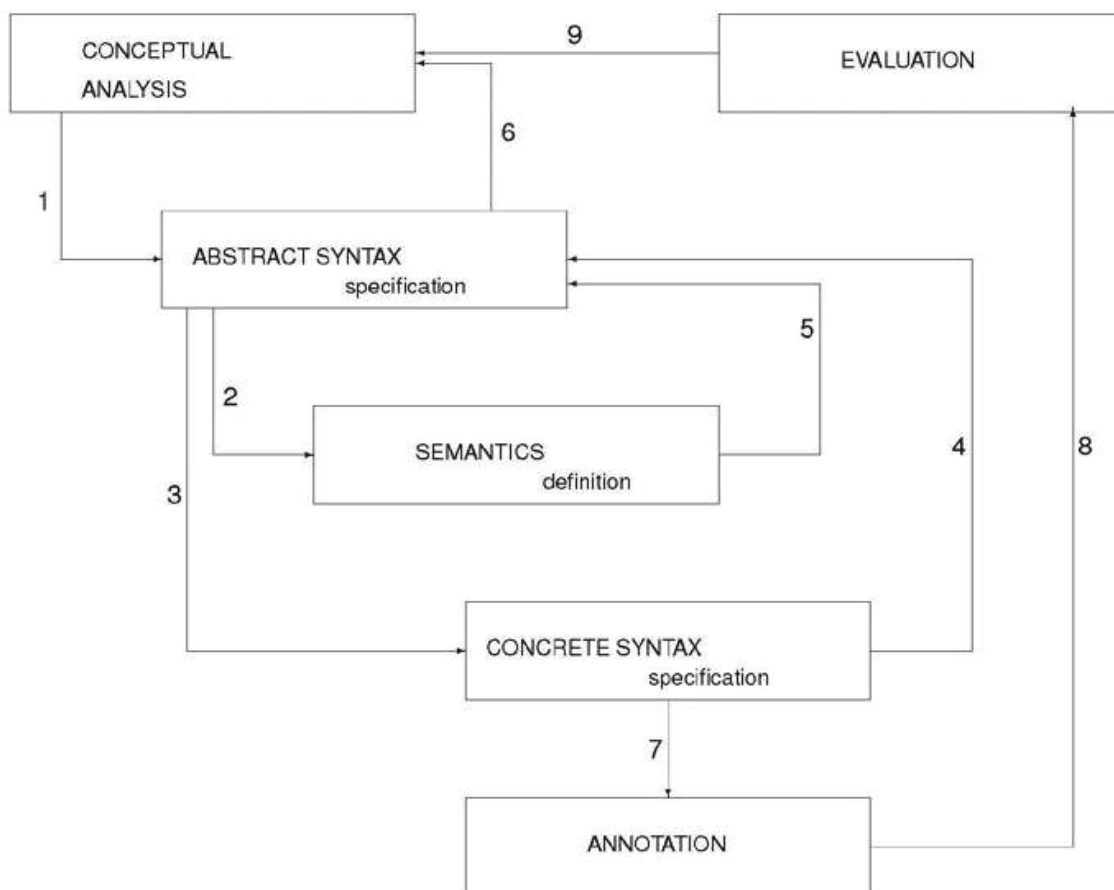 CONCEPTUAL
ANALYSIS
9
EVALUATION
6
1
ABSTRACT SYNTAX
specification
5
2
SEMANTICS
definition
4
8
3
CONCRETE SYNTAX
specification
7
ANNOTATION